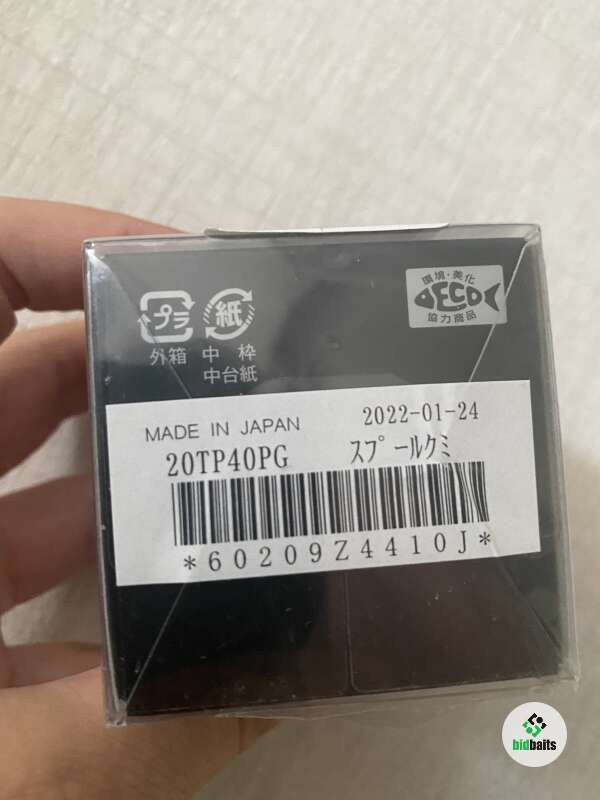 環境・美化
DECO
協力商品
プラ 紙
外箱 中 枠
中台紙
MADE IN JAPAN 2022-01-24
20TP40PG スプールクミ
*60209Z4410J*
bidbaits